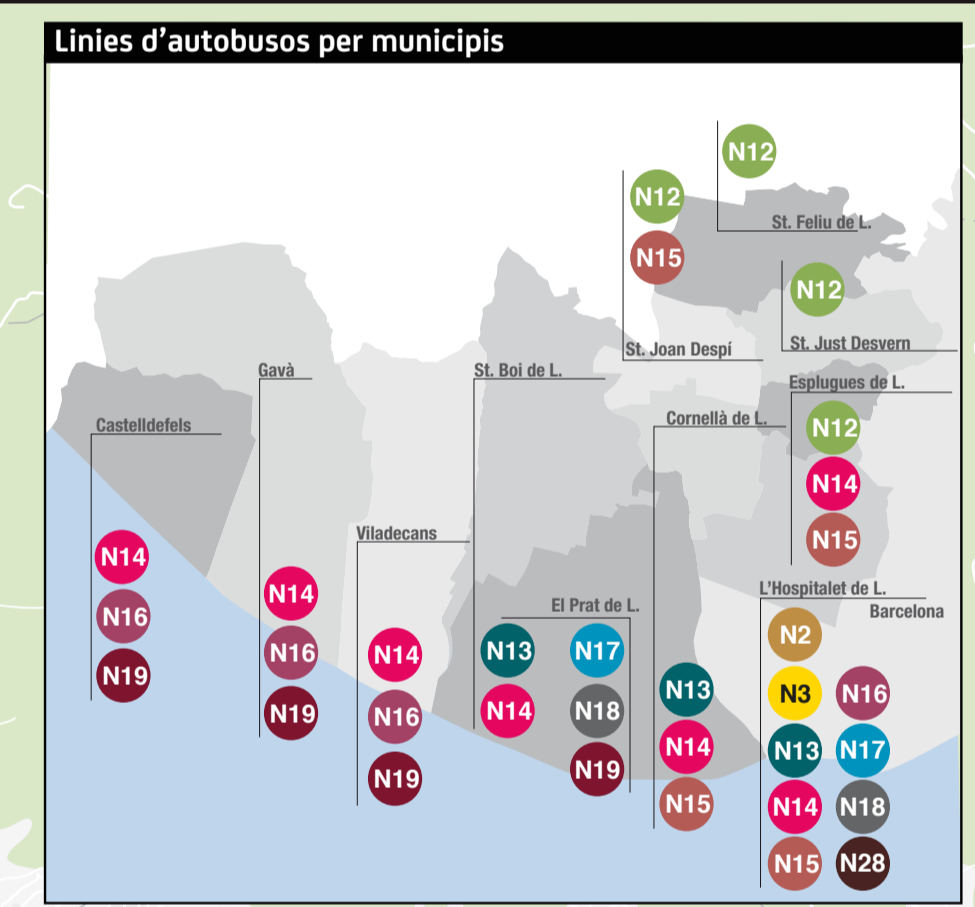 Linies d'autobusos per municipis
N12
St. Feliu de L.
N12
N15
St. Joan Despí
N12
St. Just Desvern
Esplugues de L.
N12
N14
N15
Castelldefels
N14
N16
N19
Gavà
N14
N16
N19
Viladecans
N14
N16
N19
St. Boi de L.
N13
N14
El Prat de L.
N17
N18
N19
Cornellà de L.
N13
N14
N15
L'Hospitalet de L.
Barcelona
N2
N3 N16
N13 N17
N14 N18
N15 N28